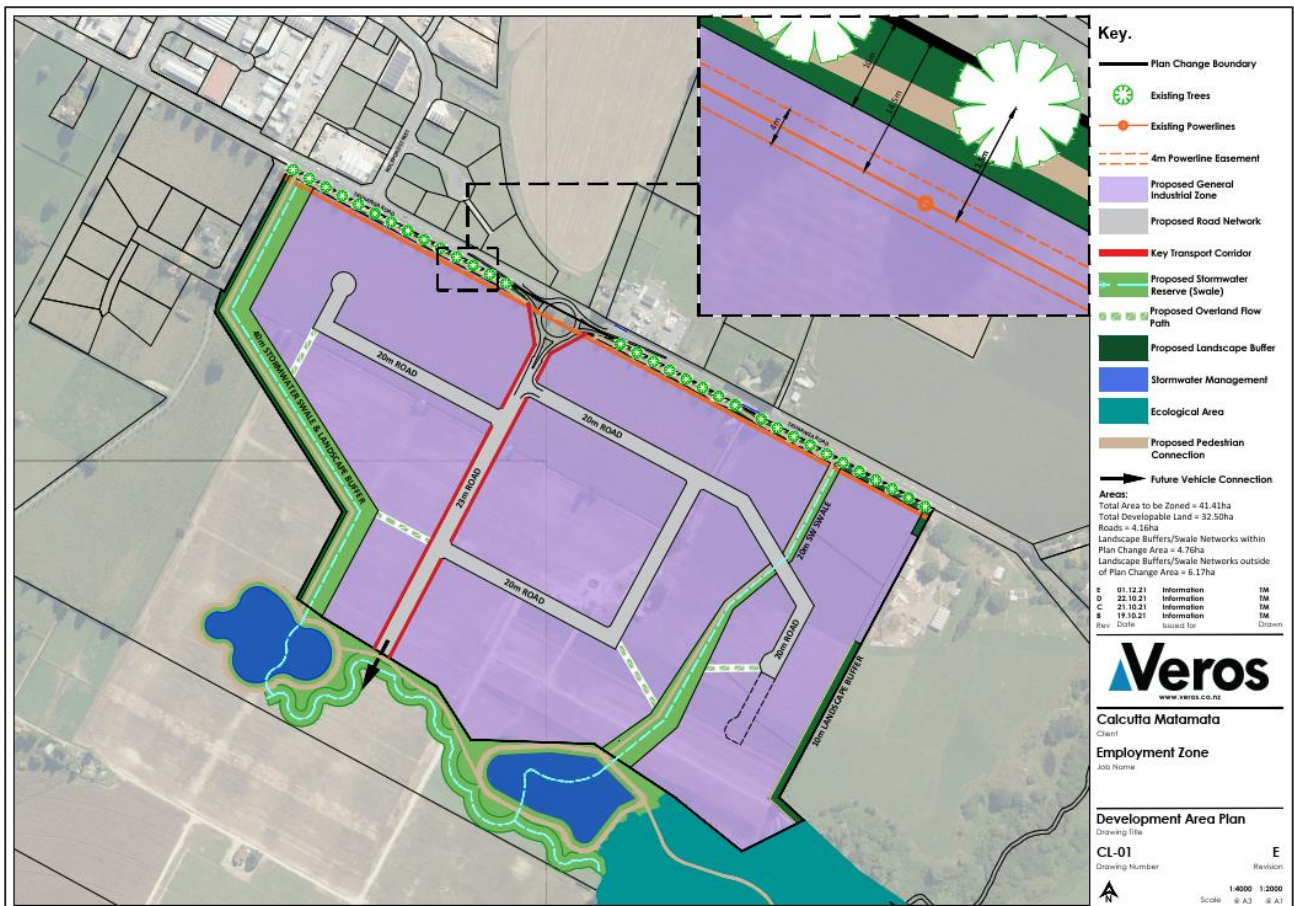 10m
14.5m
4m
12.5m
TAUWHARE ROAD
40m STORMWATER SWALE & LANDSCAPE BUFFER
20m ROAD
23m ROAD
20m ROAD
20m ROAD
20m SW SWALE
20m ROAD
10m LANDSCAPE BUFFER
Key.
Plan Change Boundary
Existing Trees
Existing Powerlines
4m Powerline Easement
Proposed General
Industrial Zone
Proposed Road Network
Key Transport Corridor
Proposed Stormwater
Reserve (Swale)
Proposed Overland Flow
Path
Proposed Landscape Buffer
Stormwater Management
Ecological Area
Proposed Pedestrian
Connection
Future Vehicle Connection
Areas:
Total Area to be Zoned = 41.41ha
Total Developable Land = 32.50ha
Roads = 4.16ha
Landscape Buffers/Swale Networks within
Plan Change Area = 4.76ha
Landscape Buffers/Swale Networks outside
of Plan Change Area = 6.17ha
E 01.12.21 Information TM
D 22.10.21 Information TM
C 21.10.21 Information TM
B 19.10.21 Information TM
Rev Date Issued for Drawn
Veros
www.veros.co.nz
Calcutta Matamata
Client
Employment Zone
Job Name
Development Area Plan
Drawing Title
CL-01 E
Drawing Number Revision
N
1:4000 1:2000
Scale @ A3 @ A1